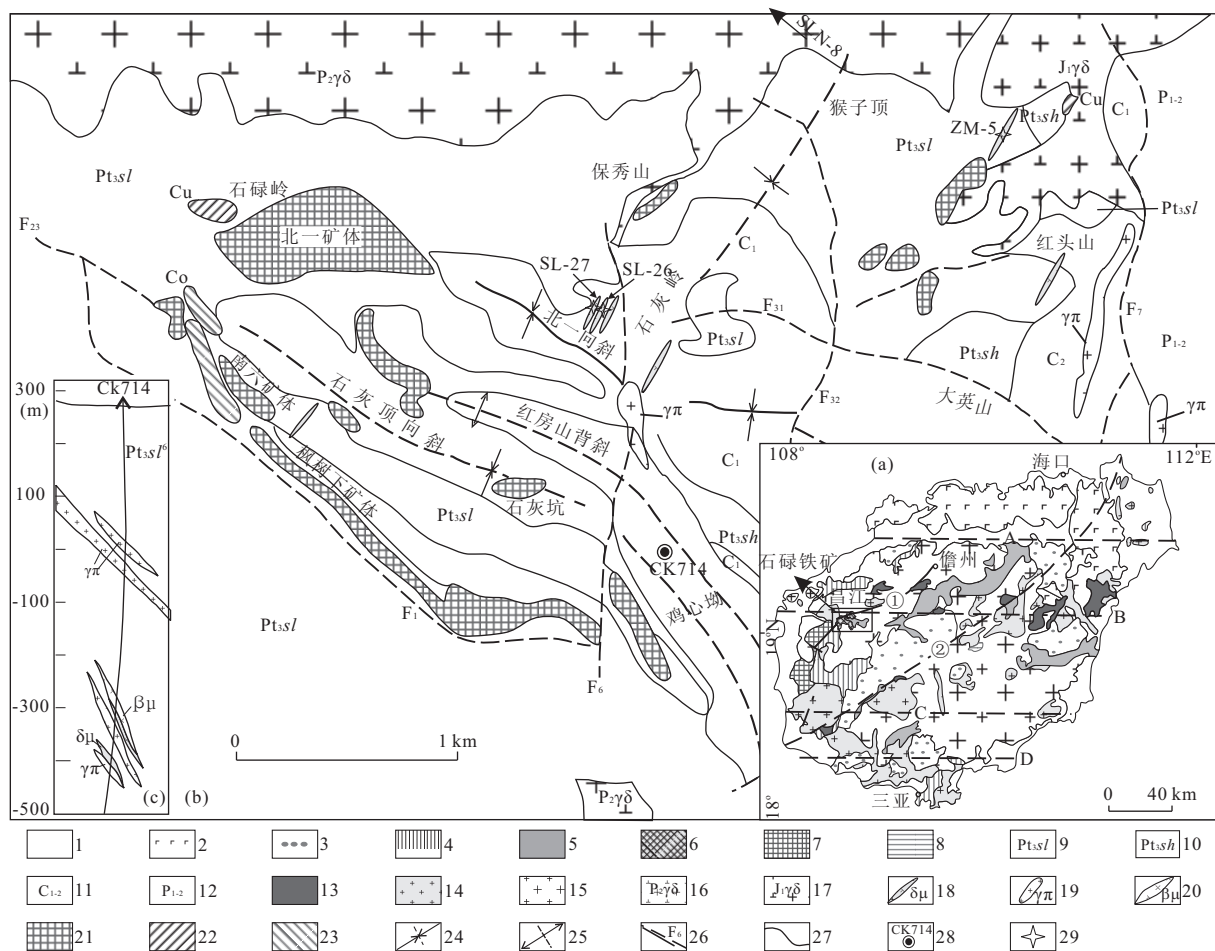 SLN-8
P₂γδ
猴子顶
J₁γδ
Cu
C₁
P₁₋₂
Pt₃sh
ZM-5
Pt₃sl
Pt₃sl
保秀山
Pt₃sl
Cu
石碌岭
F₂₃
北一矿体
C₁
红头山
SL-27
SL-26
石灰岭
Co
北一向斜
F₃₁
F₇
γπ
Pt₃sl
Pt₃sh
C₂
P₁₋₂
南六矿体
石灰顶向斜
红房山背斜
γπ
F₃₂
大英山
γπ
枫树下矿体
C₁
石灰坑
Pt₃sl
Pt₃sh
C₁
CK714
鸡心坳
Pt₃sl
F₁
F₆
0
1 km
P₂γδ
300
(m)
100
-100
-300
-500
Ck714
Pt₃sl⁶
γπ
βμ
δμ
γπ
(c)
(b)
108°
(a)
112°E
海口
A
石碌铁矿
儋州
昌江
①
B
19°N
②
C
D
18°
三亚
0
40 km
1
2
3
4
5
6
7
8
Pt₃sl 9
Pt₃sh 10
C₁₋₂ 11
P₁₋₂ 12
13
14
15
P₂γδ 16
J₁γδ 17
δμ 18
γπ 19
βμ 20
21
22
23
24
25
F₆ 26
27
CK714 28
29